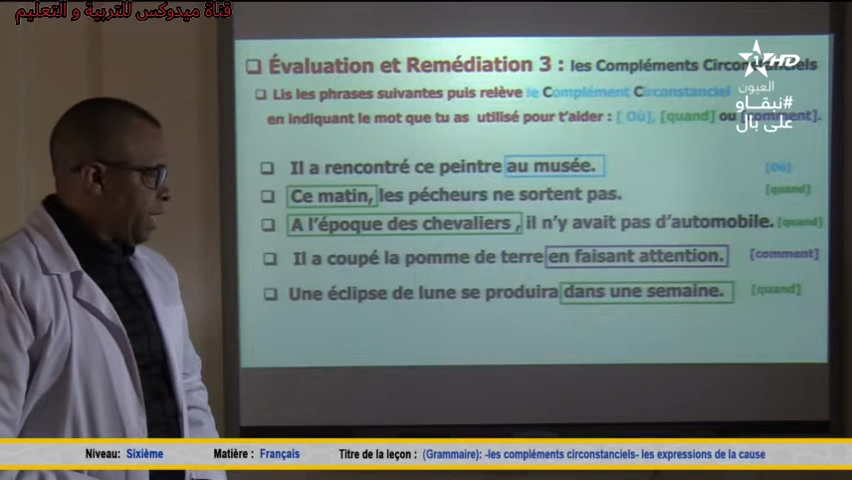 قناة ميدوكس للتربية و التعليم
Évaluation et Remédiation 3 : les Compléments Circonstanciels
HD
Lis les phrases suivantes puis relève le Complément Circonstanciel
العيون
en indiquant le mot que tu as utilisé pour t'aider : [ Où], [quand] ou [comment].
#نبقاو
على بال
Il a rencontré ce peintre au musée. [Où]
Ce matin, les pécheurs ne sortent pas. [quand]
A l'époque des chevaliers , il n'y avait pas d'automobile. [quand]
Il a coupé la pomme de terre en faisant attention. [comment]
Une éclipse de lune se produira dans une semaine. [quand]
Niveau: Sixième Matière : Français Titre de la leçon : (Grammaire): -les compléments circonstanciels- les expressions de la cause